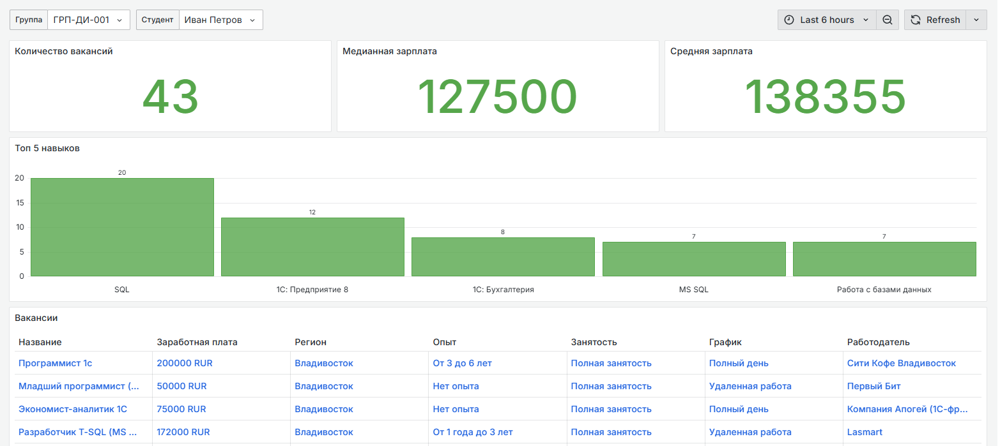 Группа ГРП-ДИ-001 Студент Иван Петров Last 6 hours Refresh
Количество вакансий Медианная зарплата Средняя зарплата
43 127500 138355
Топ 5 навыков
20
20
15
12
10
8
7 7
5
0
SQL 1С: Предприятие 8 1С: Бухгалтерия MS SQL Работа с базами данных
Вакансии
Название Заработная плата Регион Опыт Занятость График Работодатель
Программист 1с 200000 RUR Владивосток От 3 до 6 лет Полная занятость Полный день Сити Кофе Владивосток
Младший программист (... 50000 RUR Владивосток Нет опыта Полная занятость Удаленная работа Первый Бит
Экономист-аналитик 1С 75000 RUR Владивосток Нет опыта Полная занятость Полный день Компания Апогей (1С-фр...
Разработчик T-SQL (MS ... 172000 RUR Владивосток От 1 года до 3 лет Полная занятость Удаленная работа Lasmart